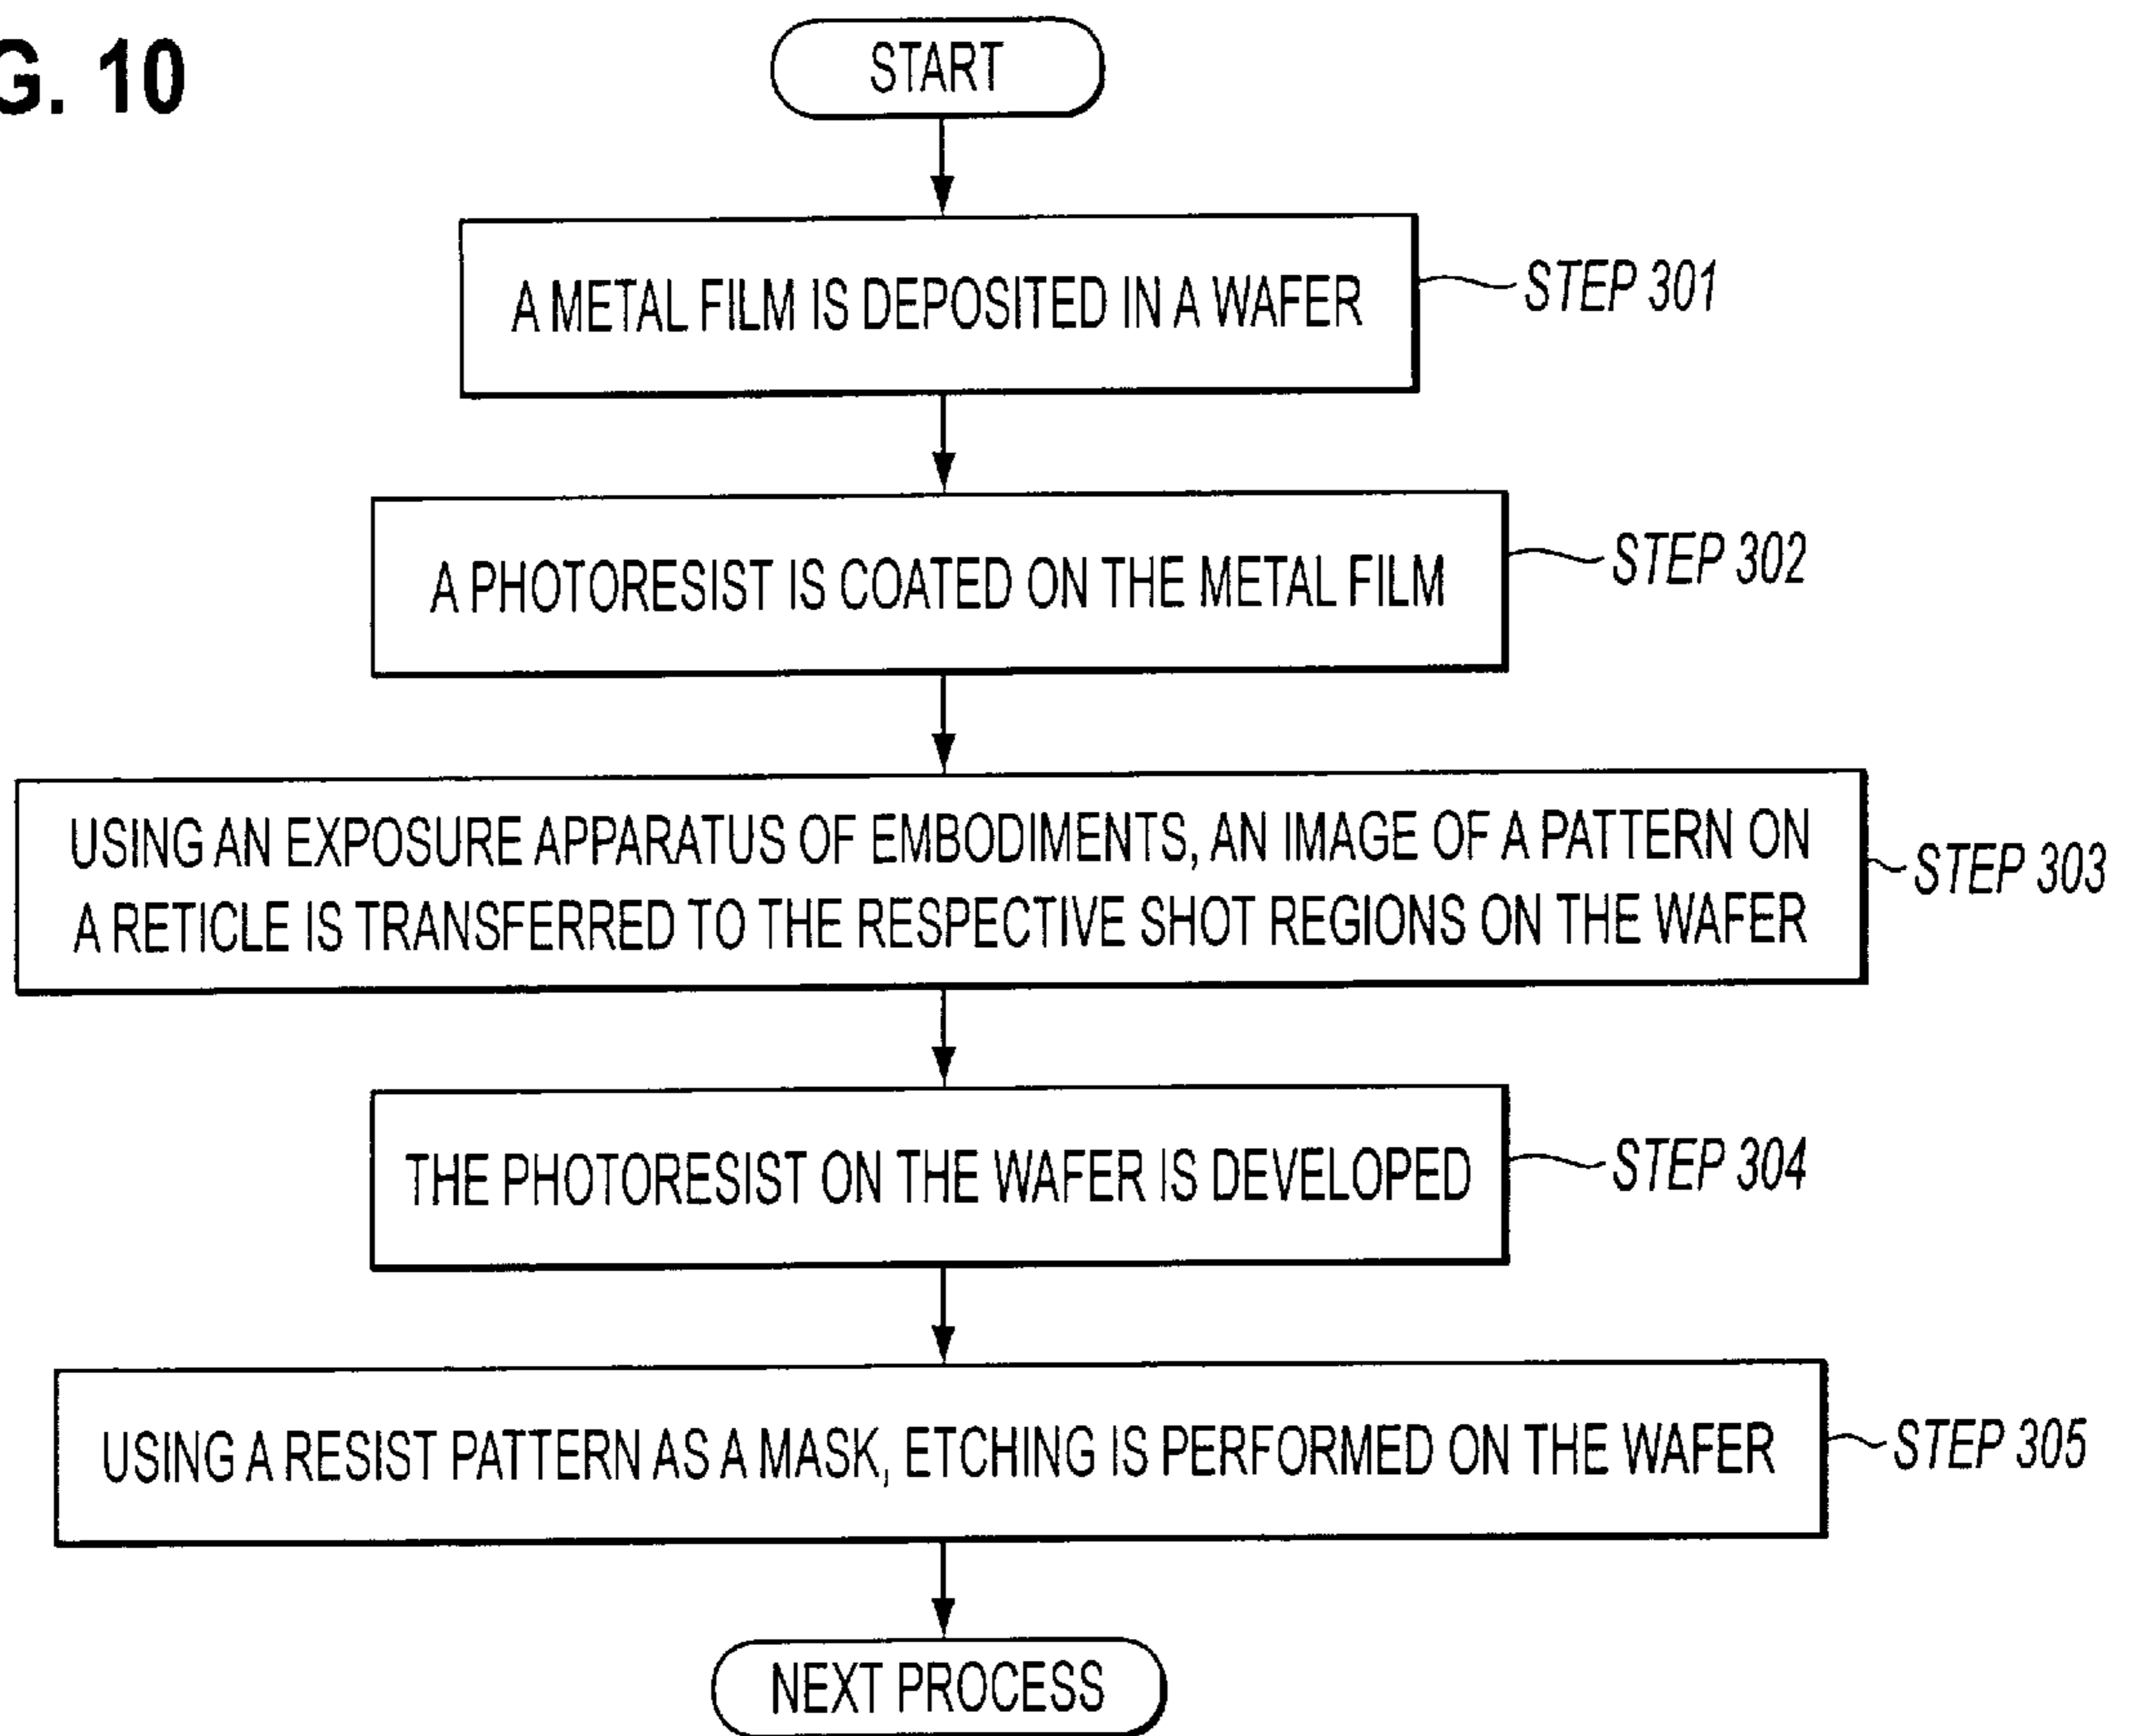 G. 10
START
A METAL FILM IS DEPOSITED IN A WAFER
STEP 301
A PHOTORESIST IS COATED ON THE METAL FILM
STEP 302
USING AN EXPOSURE APPARATUS OF EMBODIMENTS, AN IMAGE OF A PATTERN ON
A RETICLE IS TRANSFERRED TO THE RESPECTIVE SHOT REGIONS ON THE WAFER
STEP 303
THE PHOTORESIST ON THE WAFER IS DEVELOPED
STEP 304
USING A RESIST PATTERN AS A MASK, ETCHING IS PERFORMED ON THE WAFER
STEP 305
NEXT PROCESS